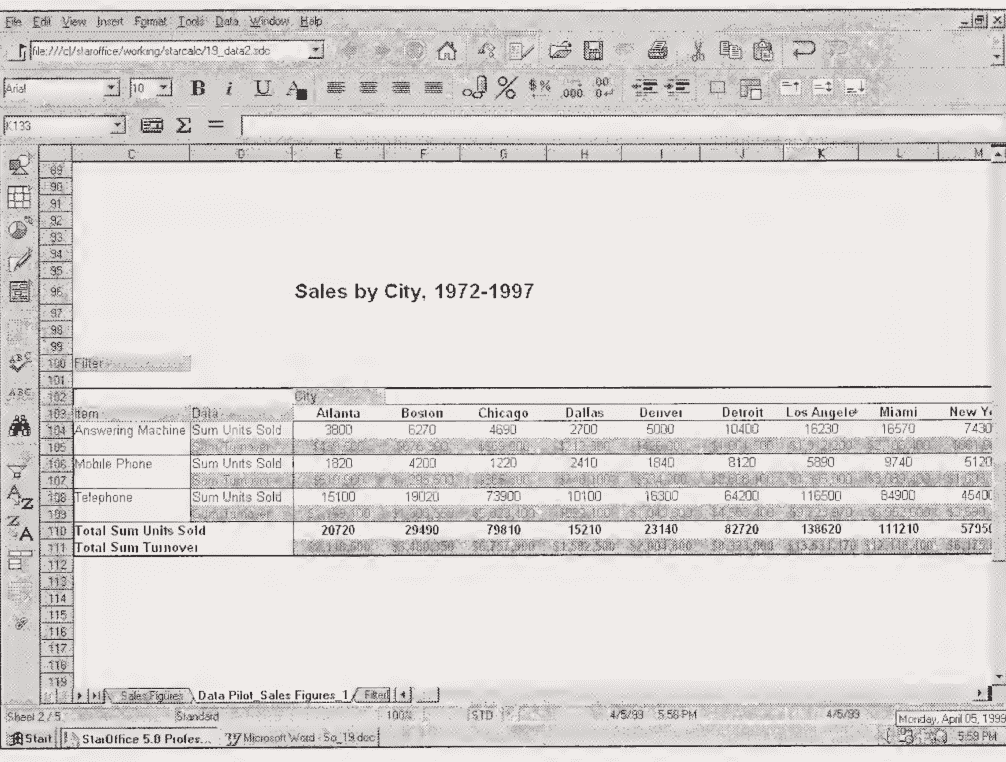 File Edit View Insert Format Tools Data Window Help
file:///c|/staroffice/working/starcalc/19_data2.sdc
Arial 10 B i U A
K133 Σ =
C D E F G H I J K L M
89
90
91
92
93
94
95
96 Sales by City, 1972-1997
97
98
99
100 Filter
101
102 City
103 Item Data Atlanta Boston Chicago Dallas Denver Detroit Los Angele Miami New Yo
104 Answering Machine Sum Units Sold 3800 6270 4690 2700 5000 10400 16230 16570 7430
105 Sum Turnover
106 Mobile Phone Sum Units Sold 1820 4200 1220 2410 1840 8120 5890 9740 5120
107 Sum Turnover
108 Telephone Sum Units Sold 15100 19020 73900 10100 16300 64200 116500 84900 45400
109 Sum Turnover
110 Total Sum Units Sold 20720 29490 79810 15210 23140 82720 138620 111210 57950
111 Total Sum Turnover
112
113
114
115
116
117
118
119
Sales Figures Data Pilot_Sales Figures_1 Filter
Sheet 2 / 5 Standard 100% STD 4/5/99 5:58 PM 4/5/99 Monday, April 05, 1999
Start StarOffice 5.0 Profes... Microsoft Word - So_19.doc 5:59 PM